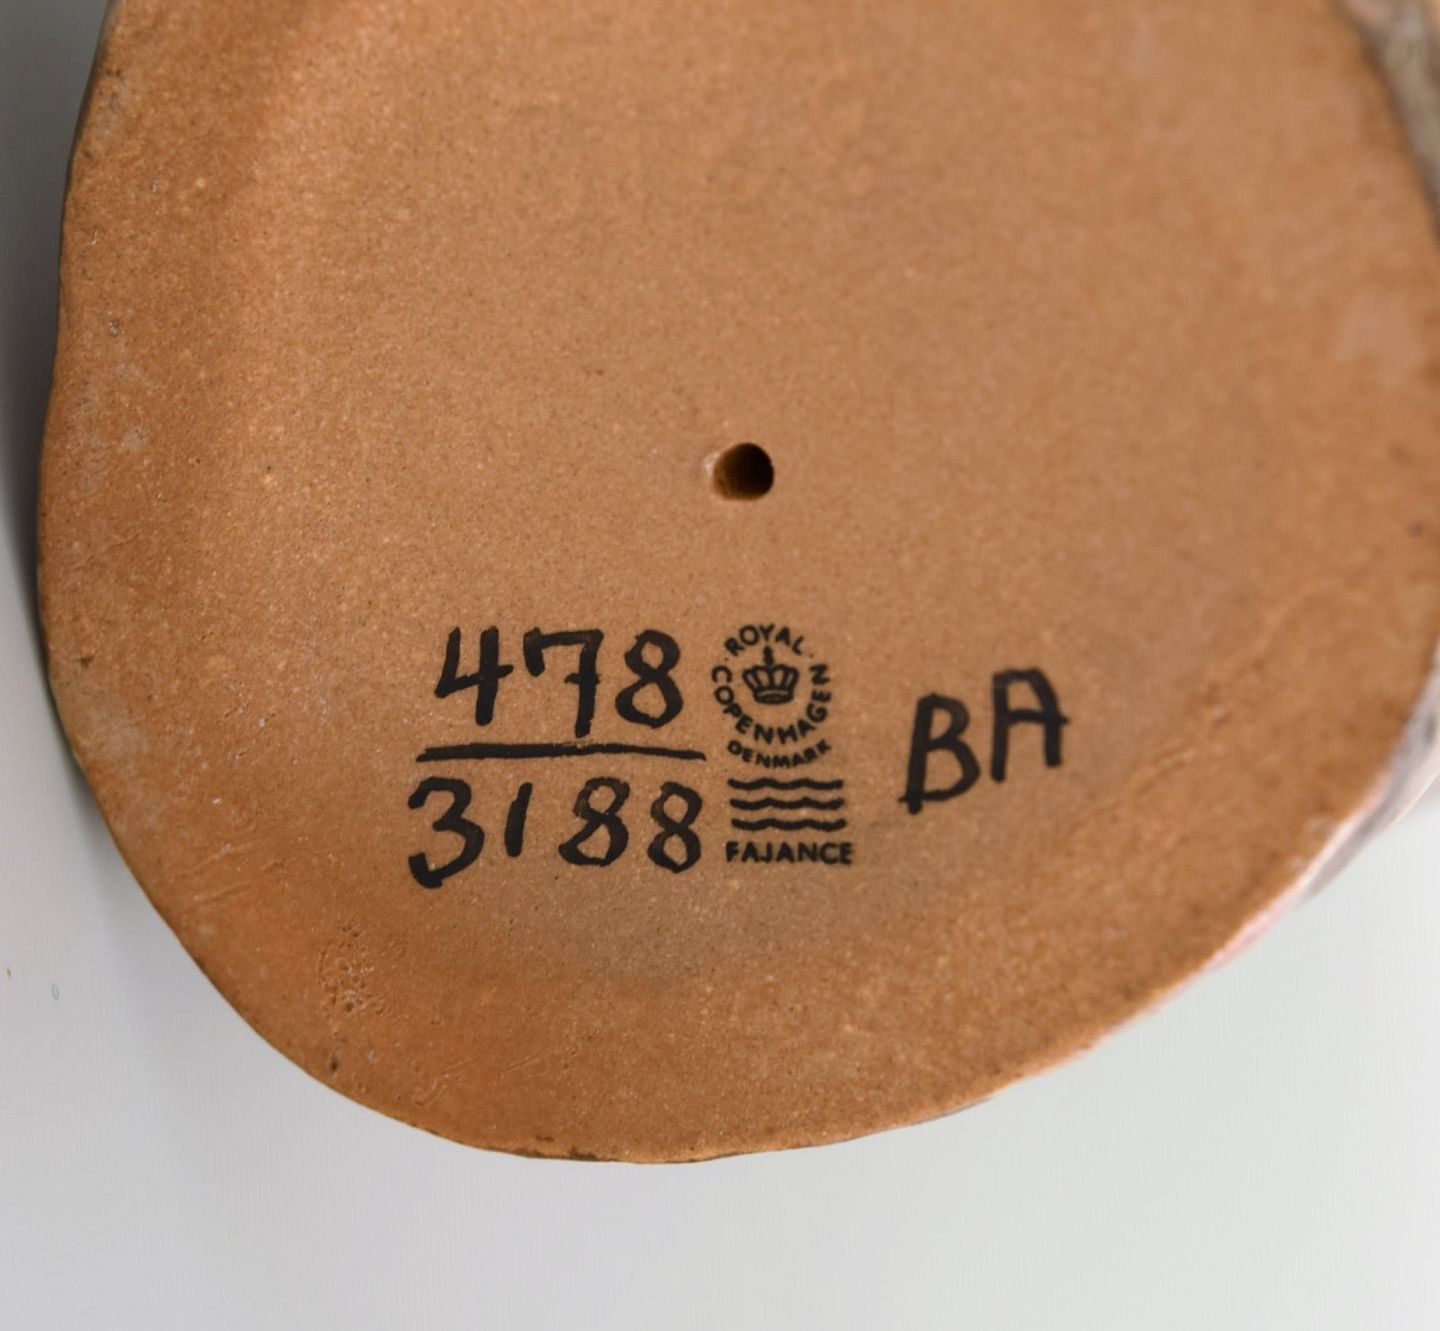 478
3188
ROYAL COPENHAGEN
DENMARK
FAJANCE
BA